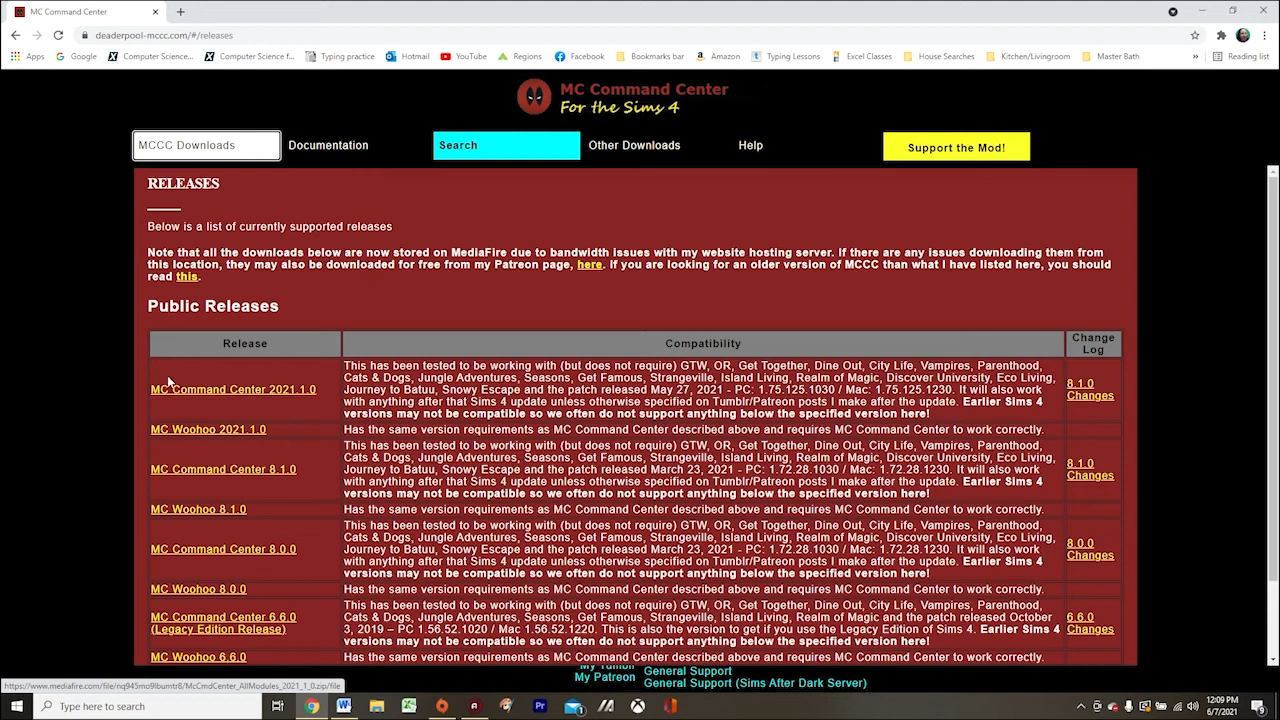 MC Command Center
deaderpool-mccc.com/#/releases
Apps Google Computer Science... Computer Science f... Typing practice Hotmail YouTube Regions Facebook Bookmarks bar Amazon Typing Lessons Excel Classes House Searches Kitchen/Livingroom Master Bath » Reading list
MC Command Center
For the Sims 4
MCCC Downloads Documentation Search Other Downloads Help Support the Mod!
RELEASES
Below is a list of currently supported releases
Note that all the downloads below are now stored on MediaFire due to bandwidth issues with my website hosting server. If there are any issues downloading them from
this location, they may also be downloaded for free from my Patreon page, here. If you are looking for an older version of MCCC than what I have listed here, you should
read this.
Public Releases
Release Compatibility Change Log
MC Command Center 2021.1.0
This has been tested to be working with (but does not require) GTW, OR, Get Together, Dine Out, City Life, Vampires, Parenthood,
Cats & Dogs, Jungle Adventures, Seasons, Get Famous, Strangeville, Island Living, Realm of Magic, Discover University, Eco Living,
Journey to Batuu, Snowy Escape and the patch released May 27, 2021 - PC: 1.75.125.1030 / Mac: 1.75.125.1230. It will also work
with anything after that Sims 4 update unless otherwise specified on Tumblr/Patreon posts I make after the update. Earlier Sims 4
versions may not be compatible so we often do not support anything below the specified version here!
8.1.0
Changes
MC Woohoo 2021.1.0 Has the same version requirements as MC Command Center described above and requires MC Command Center to work correctly.
MC Command Center 8.1.0
This has been tested to be working with (but does not require) GTW, OR, Get Together, Dine Out, City Life, Vampires, Parenthood,
Cats & Dogs, Jungle Adventures, Seasons, Get Famous, Strangeville, Island Living, Realm of Magic, Discover University, Eco Living,
Journey to Batuu, Snowy Escape and the patch released March 23, 2021 - PC: 1.72.28.1030 / Mac: 1.72.28.1230. It will also work
with anything after that Sims 4 update unless otherwise specified on Tumblr/Patreon posts I make after the update. Earlier Sims 4
versions may not be compatible so we often do not support anything below the specified version here!
8.1.0
Changes
MC Woohoo 8.1.0 Has the same version requirements as MC Command Center described above and requires MC Command Center to work correctly.
MC Command Center 8.0.0
This has been tested to be working with (but does not require) GTW, OR, Get Together, Dine Out, City Life, Vampires, Parenthood,
Cats & Dogs, Jungle Adventures, Seasons, Get Famous, Strangeville, Island Living, Realm of Magic, Discover University, Eco Living,
Journey to Batuu, Snowy Escape and the patch released March 23, 2021 - PC: 1.72.28.1030 / Mac: 1.72.28.1230. It will also work
with anything after that Sims 4 update unless otherwise specified on Tumblr/Patreon posts I make after the update. Earlier Sims 4
versions may not be compatible so we often do not support anything below the specified version here!
8.0.0
Changes
MC Woohoo 8.0.0 Has the same version requirements as MC Command Center described above and requires MC Command Center to work correctly.
MC Command Center 6.6.0
(Legacy Edition Release)
This has been tested to be working with (but does not require) GTW, OR, Get Together, Dine Out, City Life, Vampires, Parenthood,
Cats & Dogs, Jungle Adventures, Seasons, Get Famous, Strangeville, Island Living, Realm of Magic and the patch released October
3, 2019 – PC 1.56.52.1020 / Mac 1.56.52.1220. This is also the version to get if you use the Legacy Edition of Sims 4. Earlier Sims 4
versions may not be compatible so we often do not support anything below the specified version here!
6.6.0
Changes
MC Woohoo 6.6.0 Has the same version requirements as MC Command Center described above and requires MC Command Center to work correctly.
My Tumblr
My Patreon
General Support
General Support (Sims After Dark Server)
https://www.mediafire.com/file/nq945mo9lbumtr8/McCmdCenter_AllModules_2021_1_0.zip/file
Type here to search
12:09 PM
6/7/2021